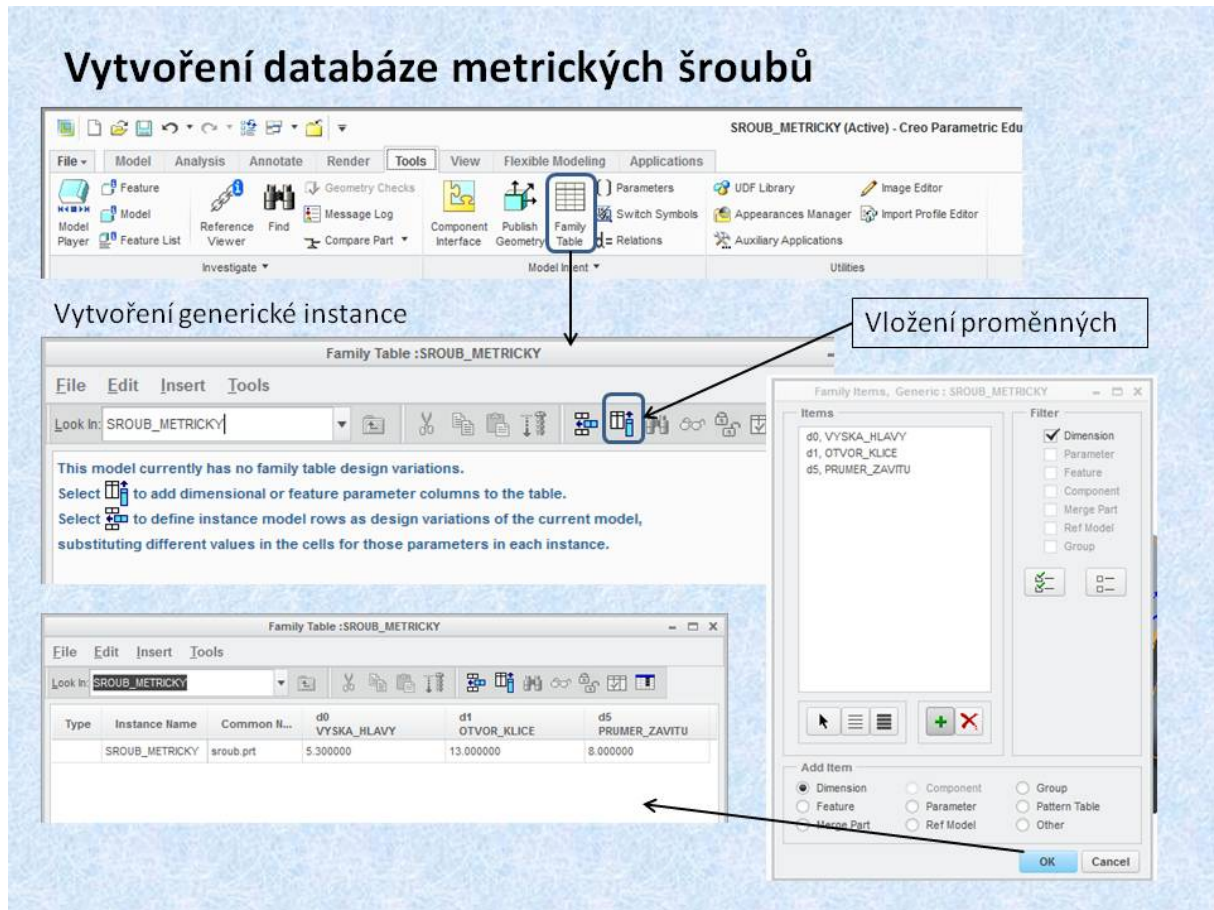 Vytvoření databáze metrických šroubů
SROUB_METRICKY (Active) - Creo Parametric Edu
File Model Analysis Annotate Render Tools View Flexible Modeling Applications
Feature
Model
Feature List
Model Player
Reference Viewer
Find
Geometry Checks
Message Log
Compare Part
Component Interface
Publish Geometry
Family Table
Parameters
Switch Symbols
d= Relations
UDF Library
Appearances Manager
Auxiliary Applications
Image Editor
Import Profile Editor
Investigate Model Intent Utilities
Vytvoření generické instance
Vložení proměnných
Family Table :SROUB_METRICKY
File Edit Insert Tools
Look In: SROUB_METRICKY
This model currently has no family table design variations.
Select to add dimensional or feature parameter columns to the table.
Select to define instance model rows as design variations of the current model,
substituting different values in the cells for those parameters in each instance.
Family Items, Generic : SROUB_METRICKY
Items
d0, VYSKA_HLAVY
d1, OTVOR_KLICE
d5, PRUMER_ZAVITU
Filter
Dimension
Parameter
Feature
Component
Merge Part
Ref Model
Group
Add Item
Dimension Component Group
Feature Parameter Pattern Table
Merge Part Ref Model Other
OK Cancel
Family Table :SROUB_METRICKY
File Edit Insert Tools
Look In: SROUB_METRICKY
Type Instance Name Common N... d0 VYSKA_HLAVY d1 OTVOR_KLICE d5 PRUMER_ZAVITU
SROUB_METRICKY sroub.prt 5.300000 13.000000 8.000000